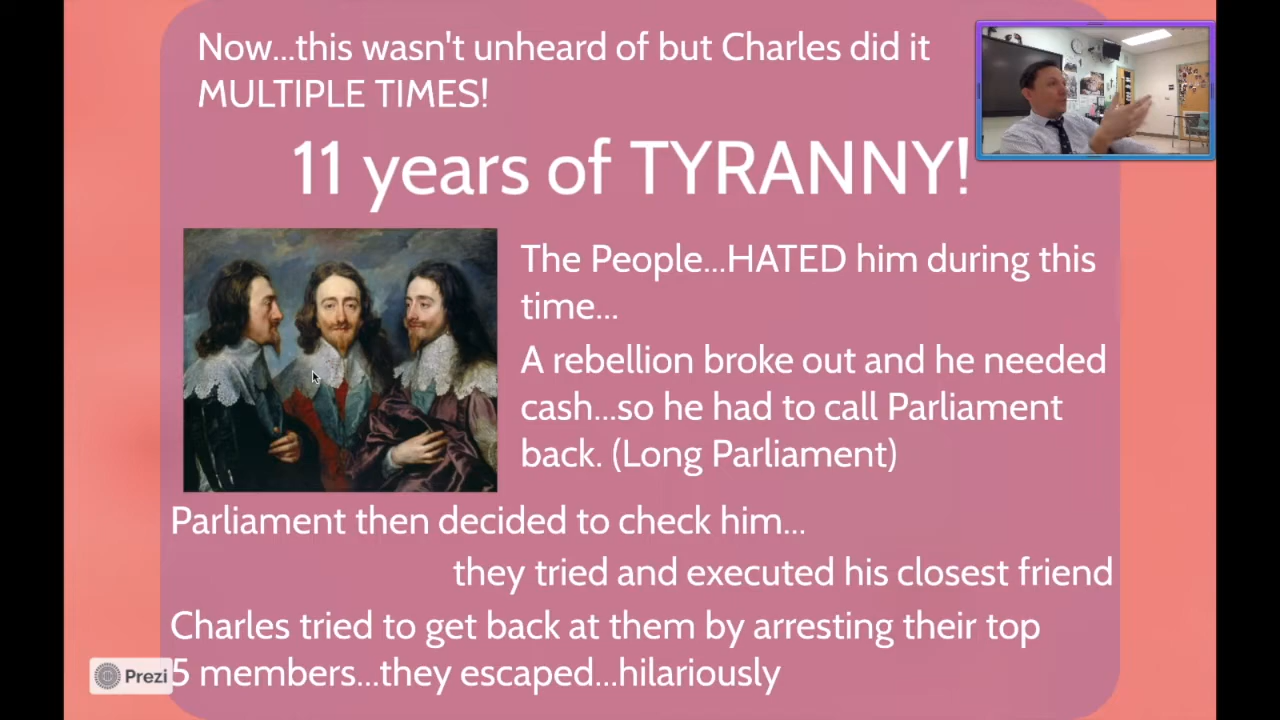 Now...this wasn't unheard of but Charles did it
MULTIPLE TIMES!
11 years of TYRANNY!
The People...HATED him during this
time...
A rebellion broke out and he needed
cash...so he had to call Parliament
back. (Long Parliament)
Parliament then decided to check him...
they tried and executed his closest friend
Charles tried to get back at them by arresting their top
5 members...they escaped...hilariously
Prezi